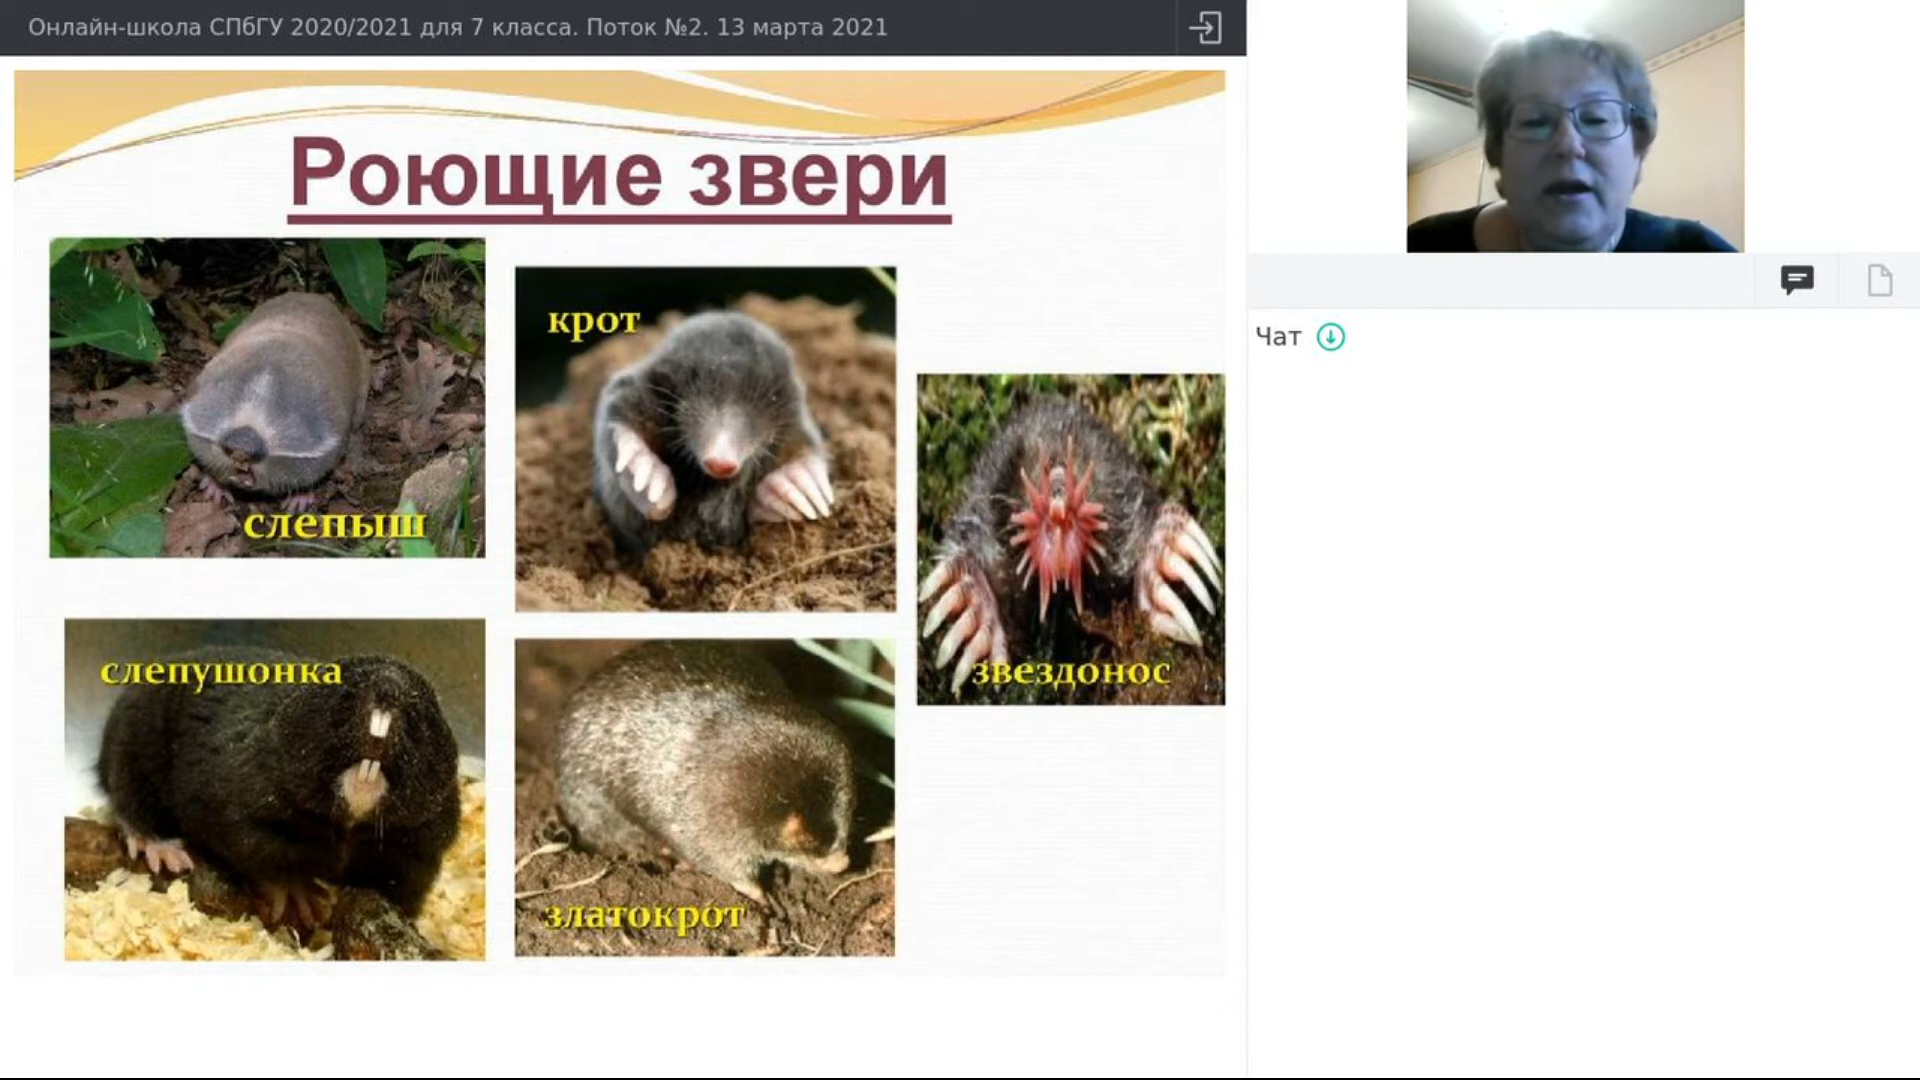 Онлайн-школа СПбГУ 2020/2021 для 7 класса. Поток №2. 13 марта 2021
Роющие звери
слепыш
крот
звездонос
слепушонка
златокрот
Чат